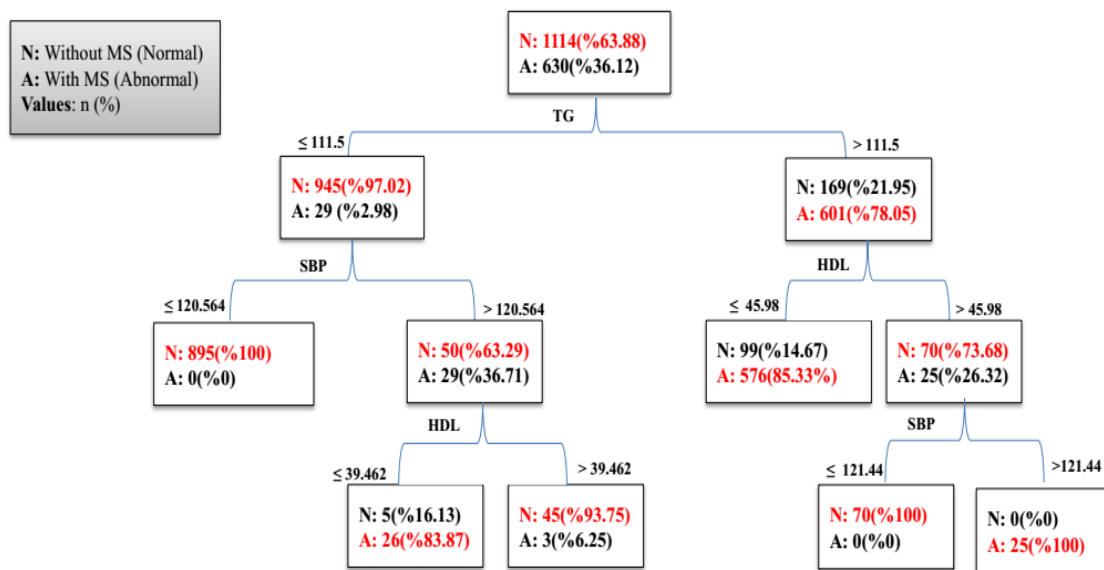 N: Without MS (Normal)
A: With MS (Abnormal)
Values: n (%)
N: 1114(%63.88)
A: 630(%36.12)
TG
≤ 111.5
> 111.5
N: 945(%97.02)
A: 29 (%2.98)
N: 169(%21.95)
A: 601(%78.05)
SBP
HDL
≤ 120.564
> 120.564
≤ 45.98
> 45.98
N: 895(%100)
A: 0(%0)
N: 50(%63.29)
A: 29(%36.71)
N: 99(%14.67)
A: 576(85.33%)
N: 70(%73.68)
A: 25(%26.32)
HDL
SBP
≤ 39.462
> 39.462
≤ 121.44
>121.44
N: 5(%16.13)
A: 26(%83.87)
N: 45(%93.75)
A: 3(%6.25)
N: 70(%100)
A: 0(%0)
N: 0(%0)
A: 25(%100)